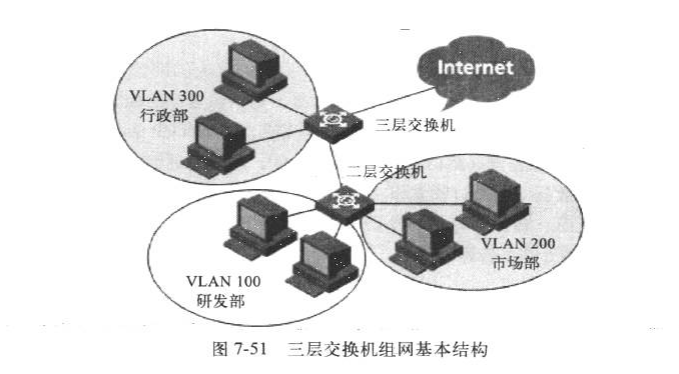 Internet
VLAN 300
行政部
三层交换机
二层交换机
VLAN 200
市场部
VLAN 100
研发部
图 7-51 三层交换机组网基本结构